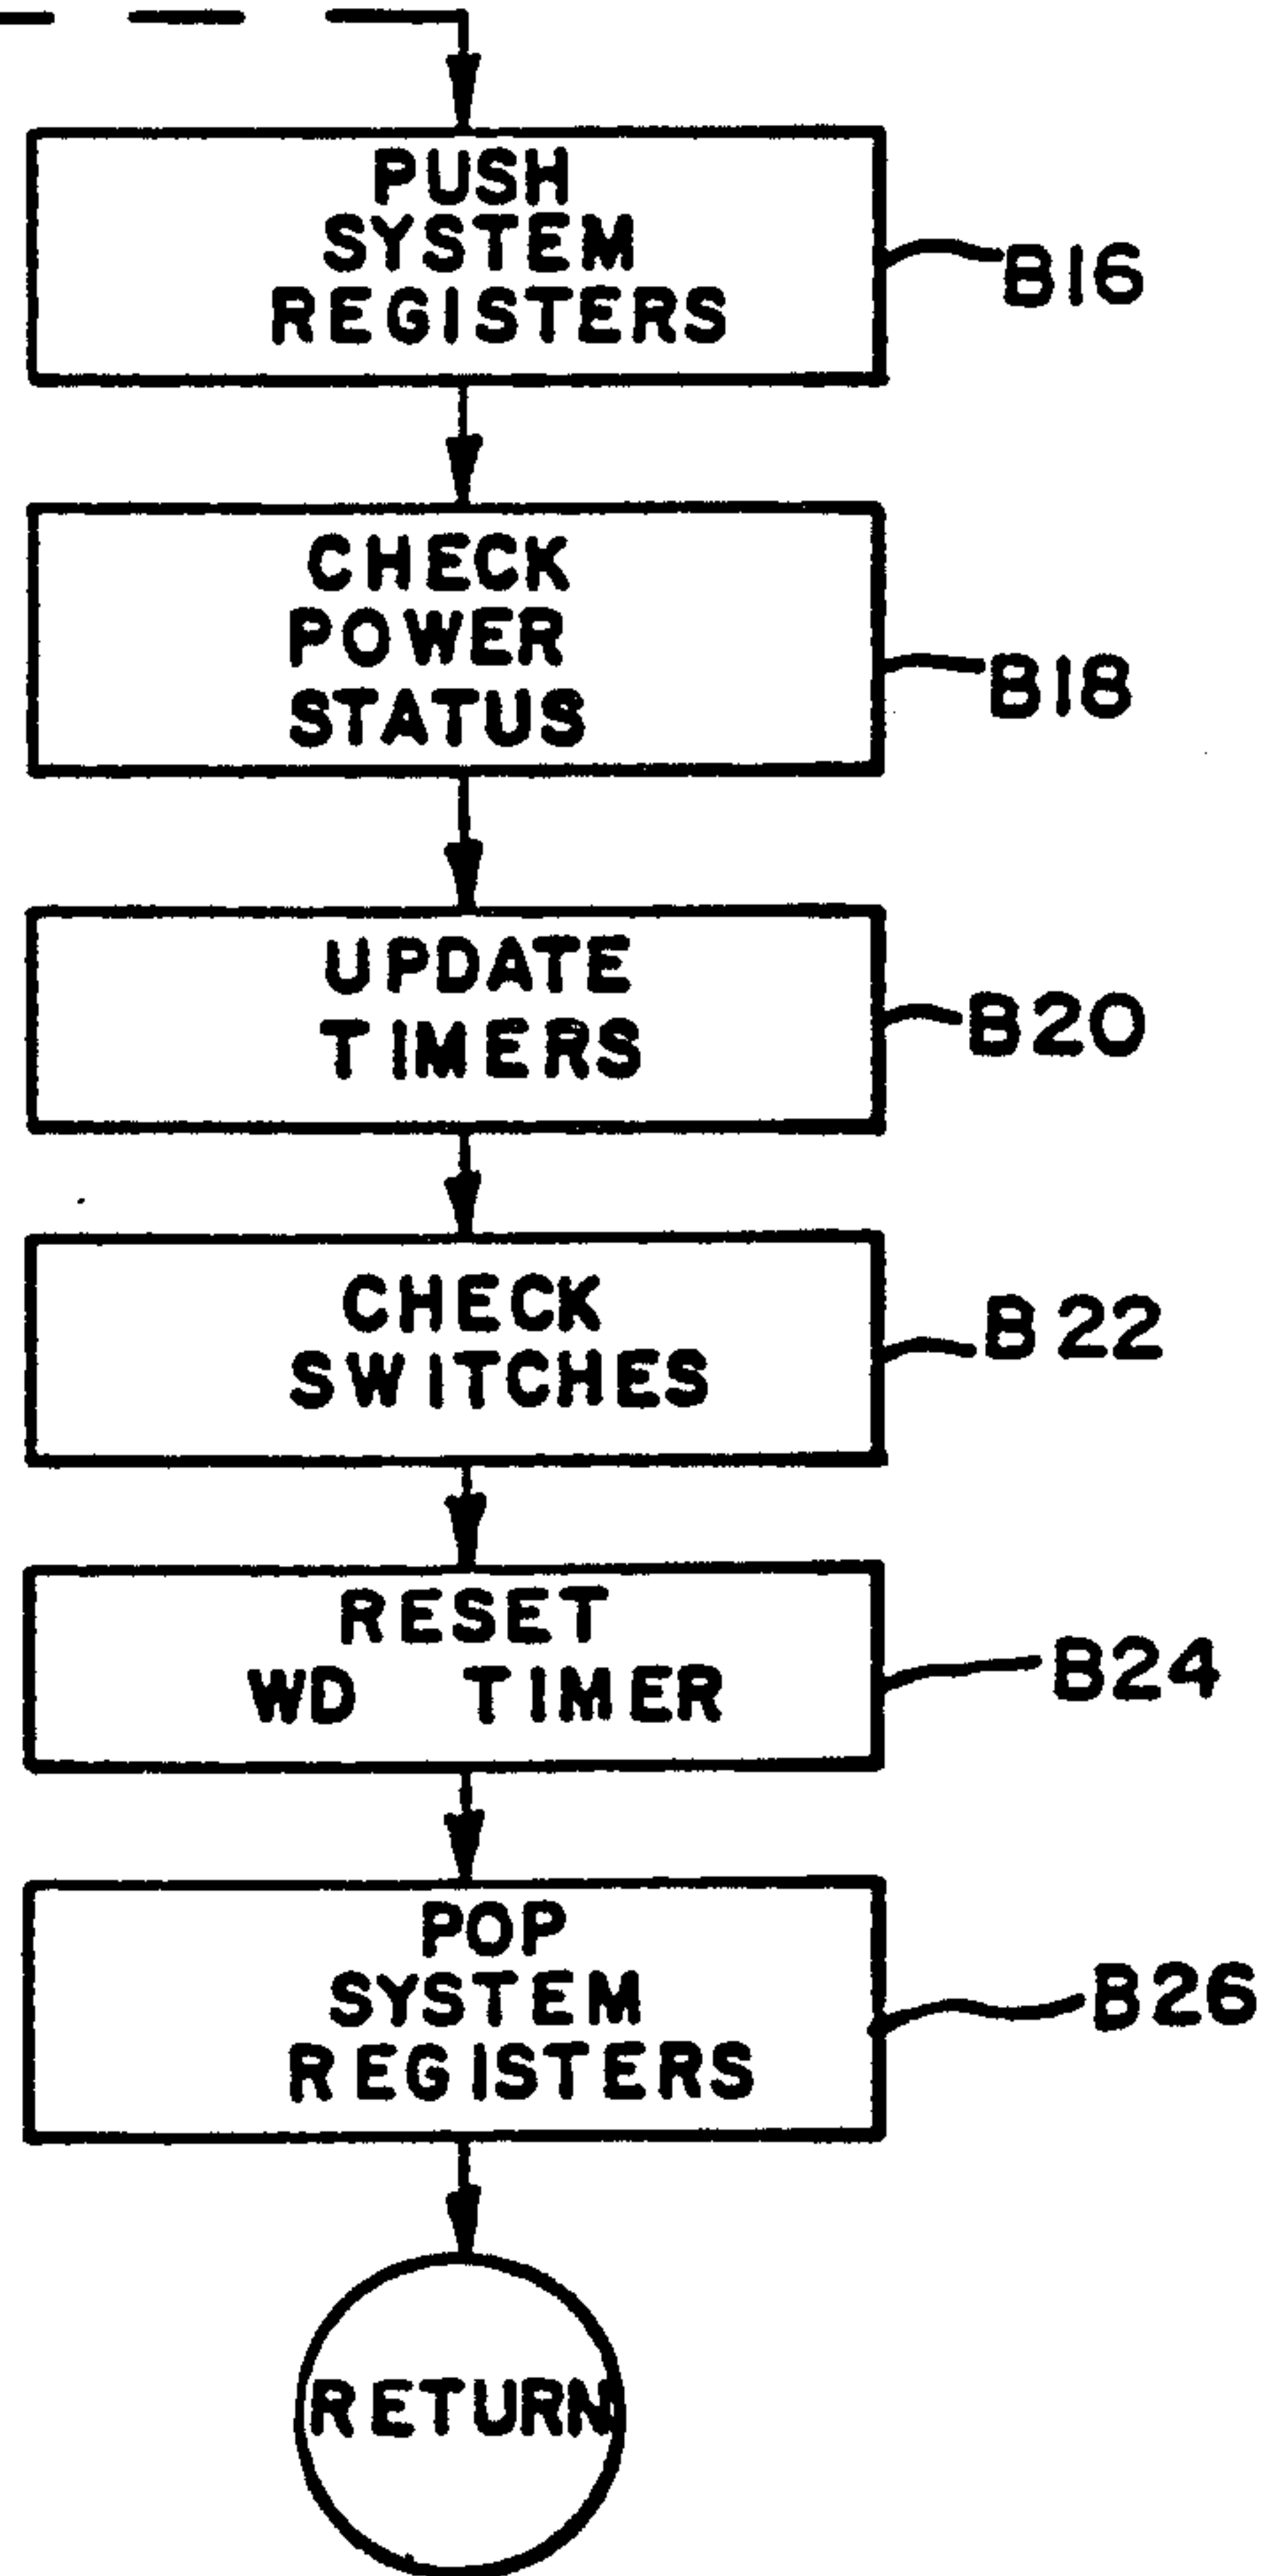 PUSH
SYSTEM
REGISTERS
B16
CHECK
POWER
STATUS
B18
UPDATE
TIMERS
B20
CHECK
SWITCHES
B22
RESET
WD TIMER
B24
POP
SYSTEM
REGISTERS
B26
RETURN